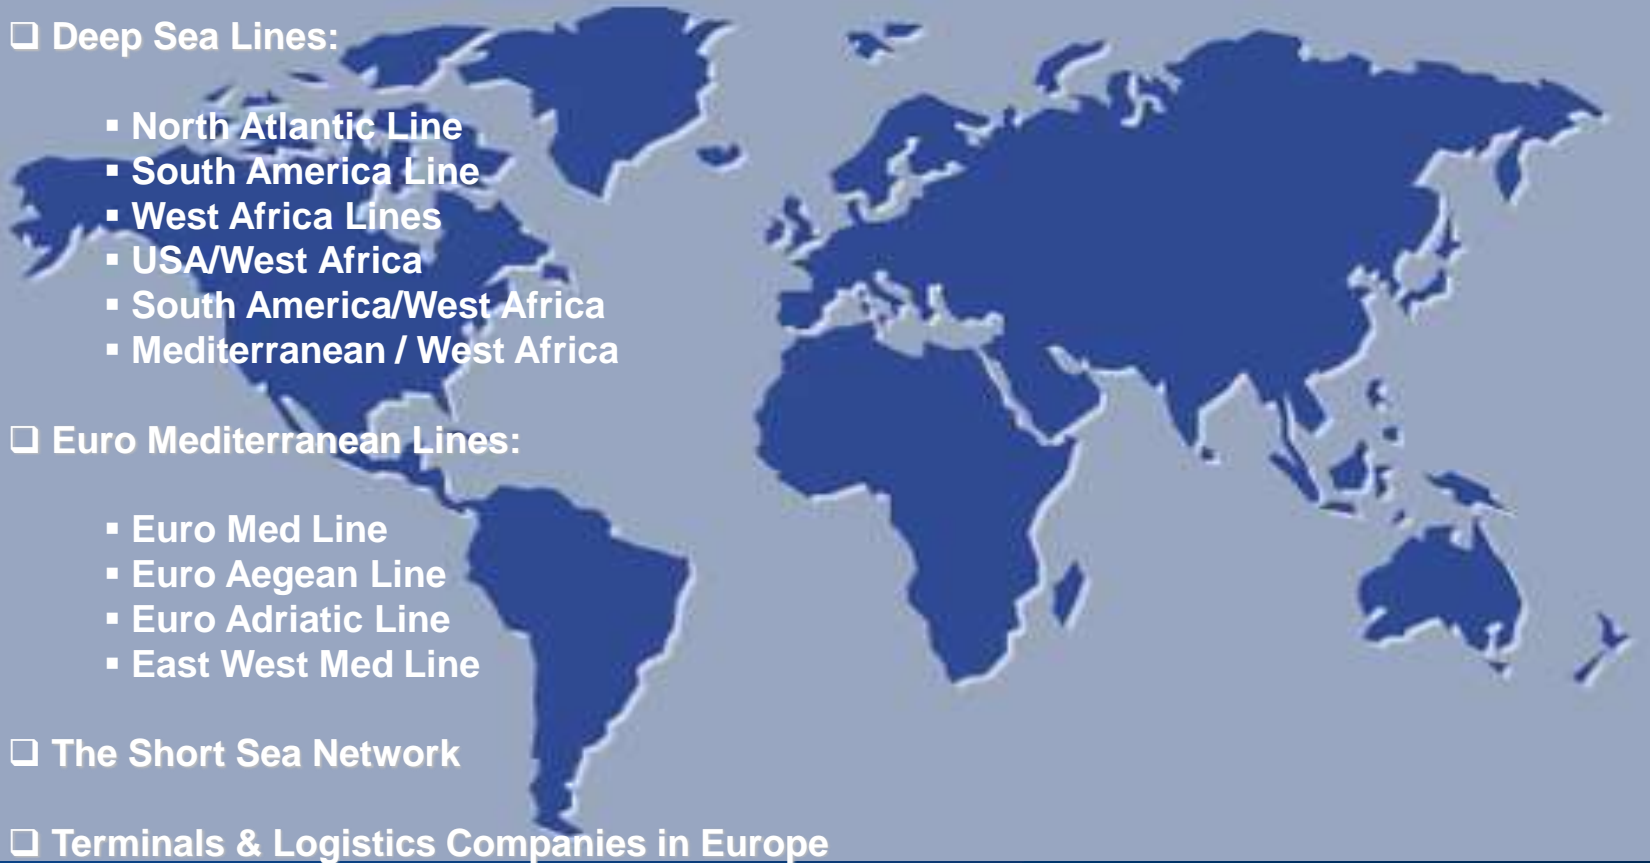 ❑ Deep Sea Lines:
▪ North Atlantic Line
▪ South America Line
▪ West Africa Lines
▪ USA/West Africa
▪ South America/West Africa
▪ Mediterranean / West Africa
❑ Euro Mediterranean Lines:
▪ Euro Med Line
▪ Euro Aegean Line
▪ Euro Adriatic Line
▪ East West Med Line
❑ The Short Sea Network
❑ Terminals & Logistics Companies in Europe